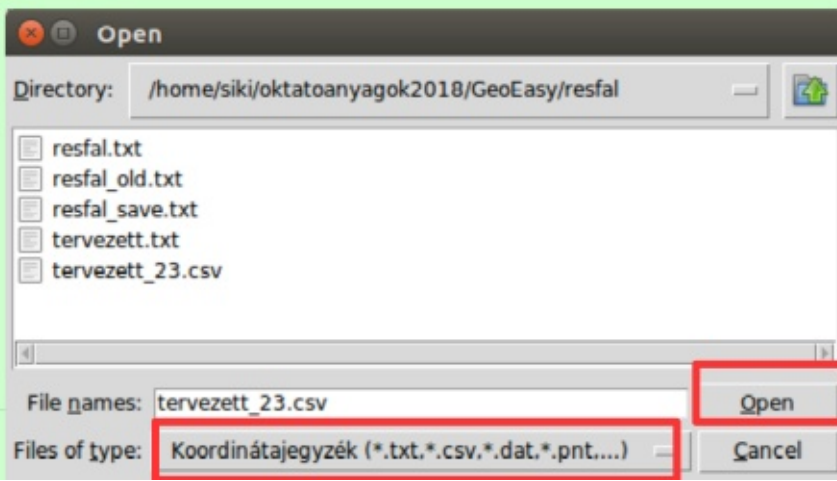 Open
Directory: /home/siki/oktatoanyagok2018/GeoEasy/resfal
resfal.txt
resfal_old.txt
resfal_save.txt
tervezett.txt
tervezett_23.csv
File names: tervezett_23.csv Open
Files of type: Koordinátajegyzék (*.txt,*.csv,*.dat,*.pnt,...) Cancel